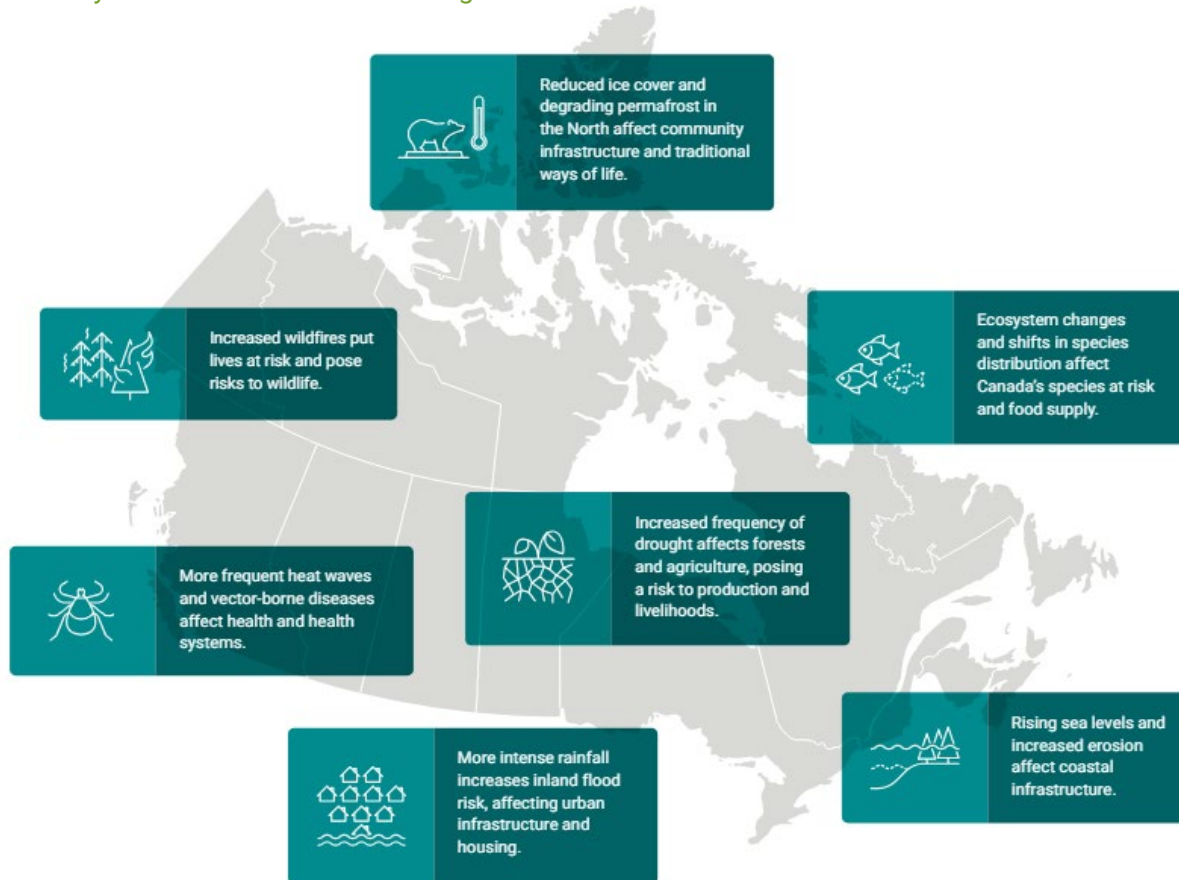 Reduced ice cover and
degrading permafrost in
the North affect community
infrastructure and traditional
ways of life.
Increased wildfires put
lives at risk and pose
risks to wildlife.
Ecosystem changes
and shifts in species
distribution affect
Canada's species at risk
and food supply.
Increased frequency of
drought affects forests
and agriculture, posing
a risk to production and
livelihoods.
More frequent heat waves
and vector-borne diseases
affect health and health
systems.
Rising sea levels and
increased erosion
affect coastal
infrastructure.
More intense rainfall
increases inland flood
risk, affecting urban
infrastructure and
housing.